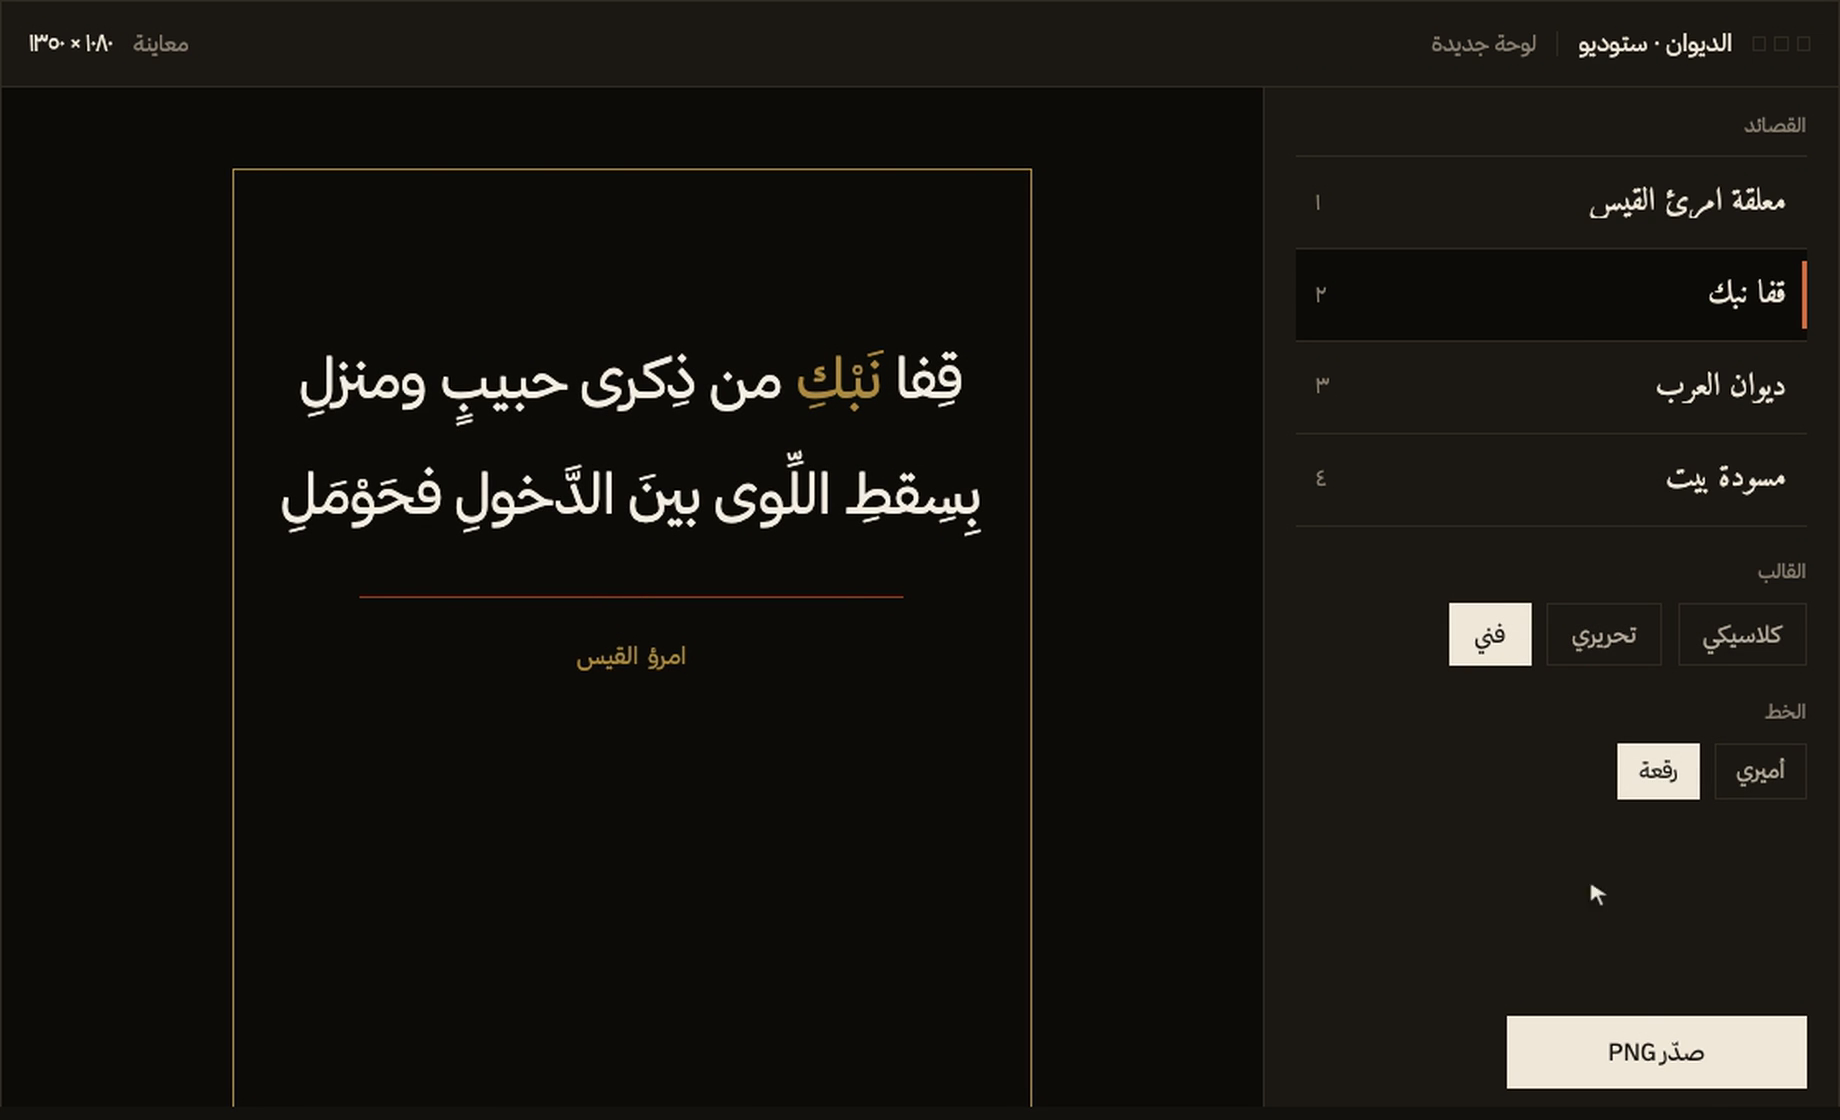 الديوان · ستوديو
لوحة جديدة
معاينة ١٠٨٠ × ١٣٥٠
القصائد
معلقة امرئ القيس ١
قفا نبك ٢
ديوان العرب ٣
مسودة بيت ٤
القالب
كلاسيكي تحريري فني
الخط
أميري رقعة
صدّر PNG
قِفا نَبْكِ من ذِكرى حبيبٍ ومنزلِ
بِسِقطِ اللِّوى بينَ الدَّخولِ فحَوْمَلِ
امرؤ القيس